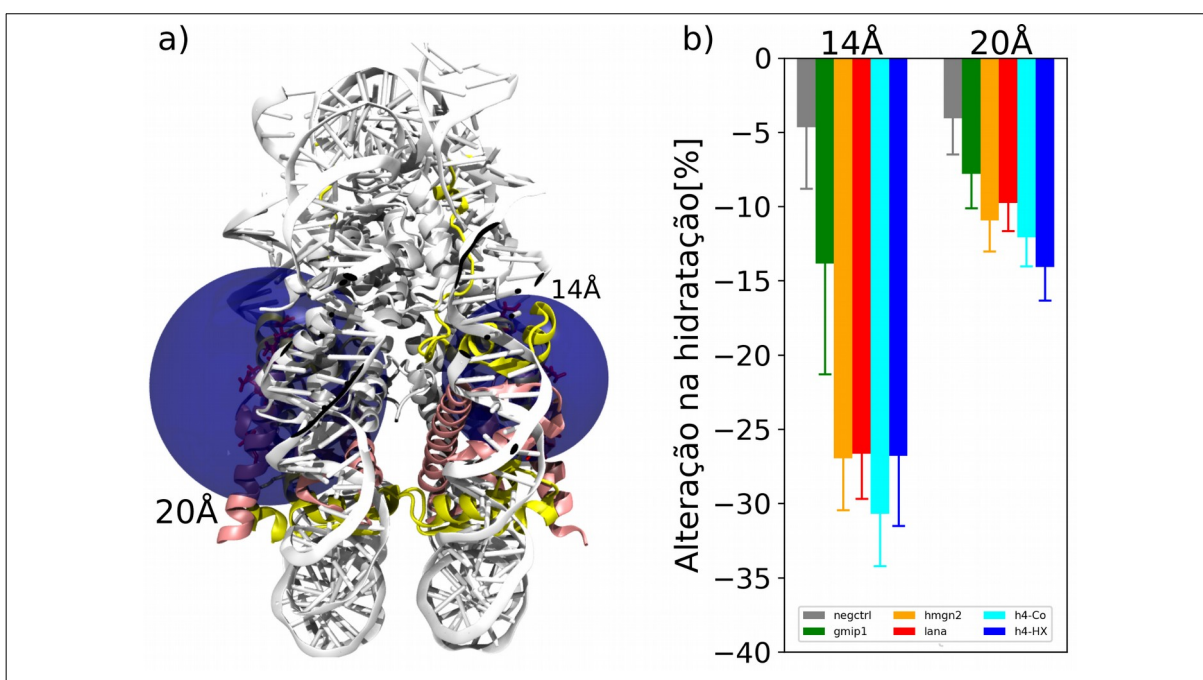 a)
14Å
20Å
b)
14Å 20Å
Alteração na hidratação[%]
0
−5
−10
−15
−20
−25
−30
−35
−40
negctrl hmgn2 h4-Co
gmip1 lana h4-HX